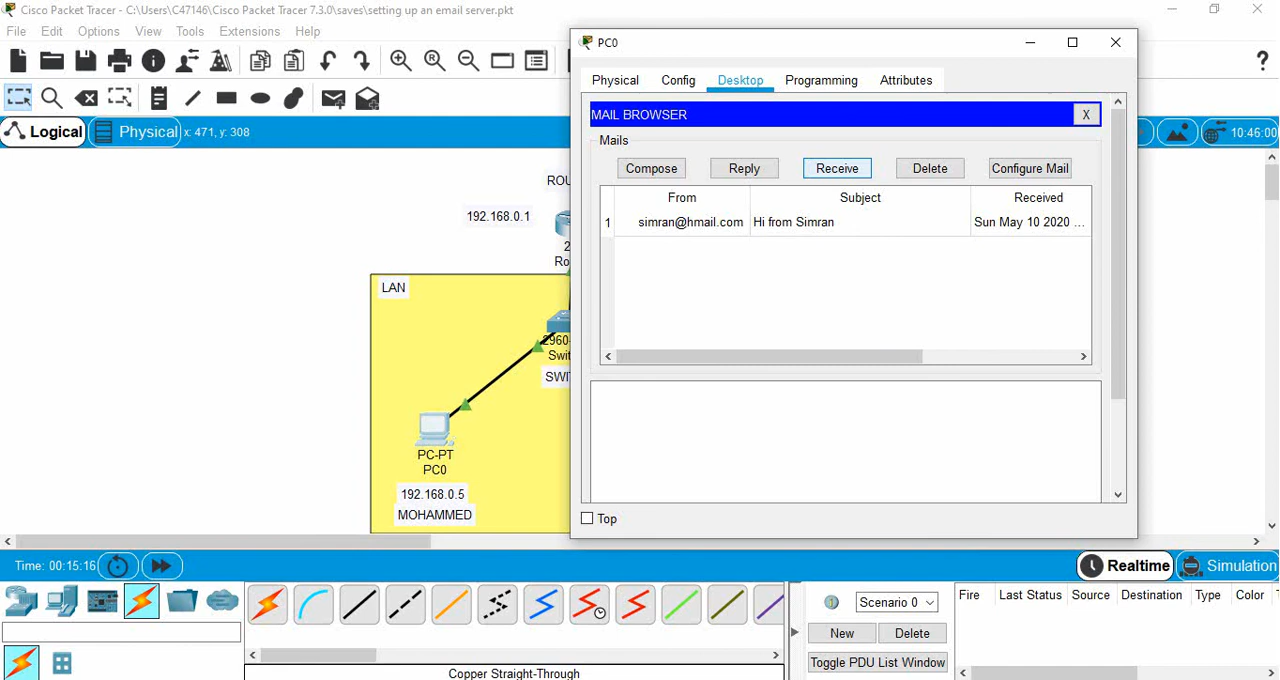 Cisco Packet Tracer - C:\Users\C47146\Cisco Packet Tracer 7.3.0\saves\setting up an email server.pkt
File Edit Options View Tools Extensions Help
Logical
Physical x: 471, y: 308
10:46:00
ROU
192.168.0.1
2
Ro
LAN
2960-
Swit
SWI
PC-PT
PC0
192.168.0.5
MOHAMMED
PC0
Physical Config Desktop Programming Attributes
MAIL BROWSER
X
Mails
Compose Reply Receive Delete Configure Mail
From Subject Received
1 simran@hmail.com Hi from Simran Sun May 10 2020 ...
Top
Time: 00:15:16
Realtime
Simulation
Scenario 0
New Delete
Toggle PDU List Window
Fire Last Status Source Destination Type Color
Copper Straight-Through